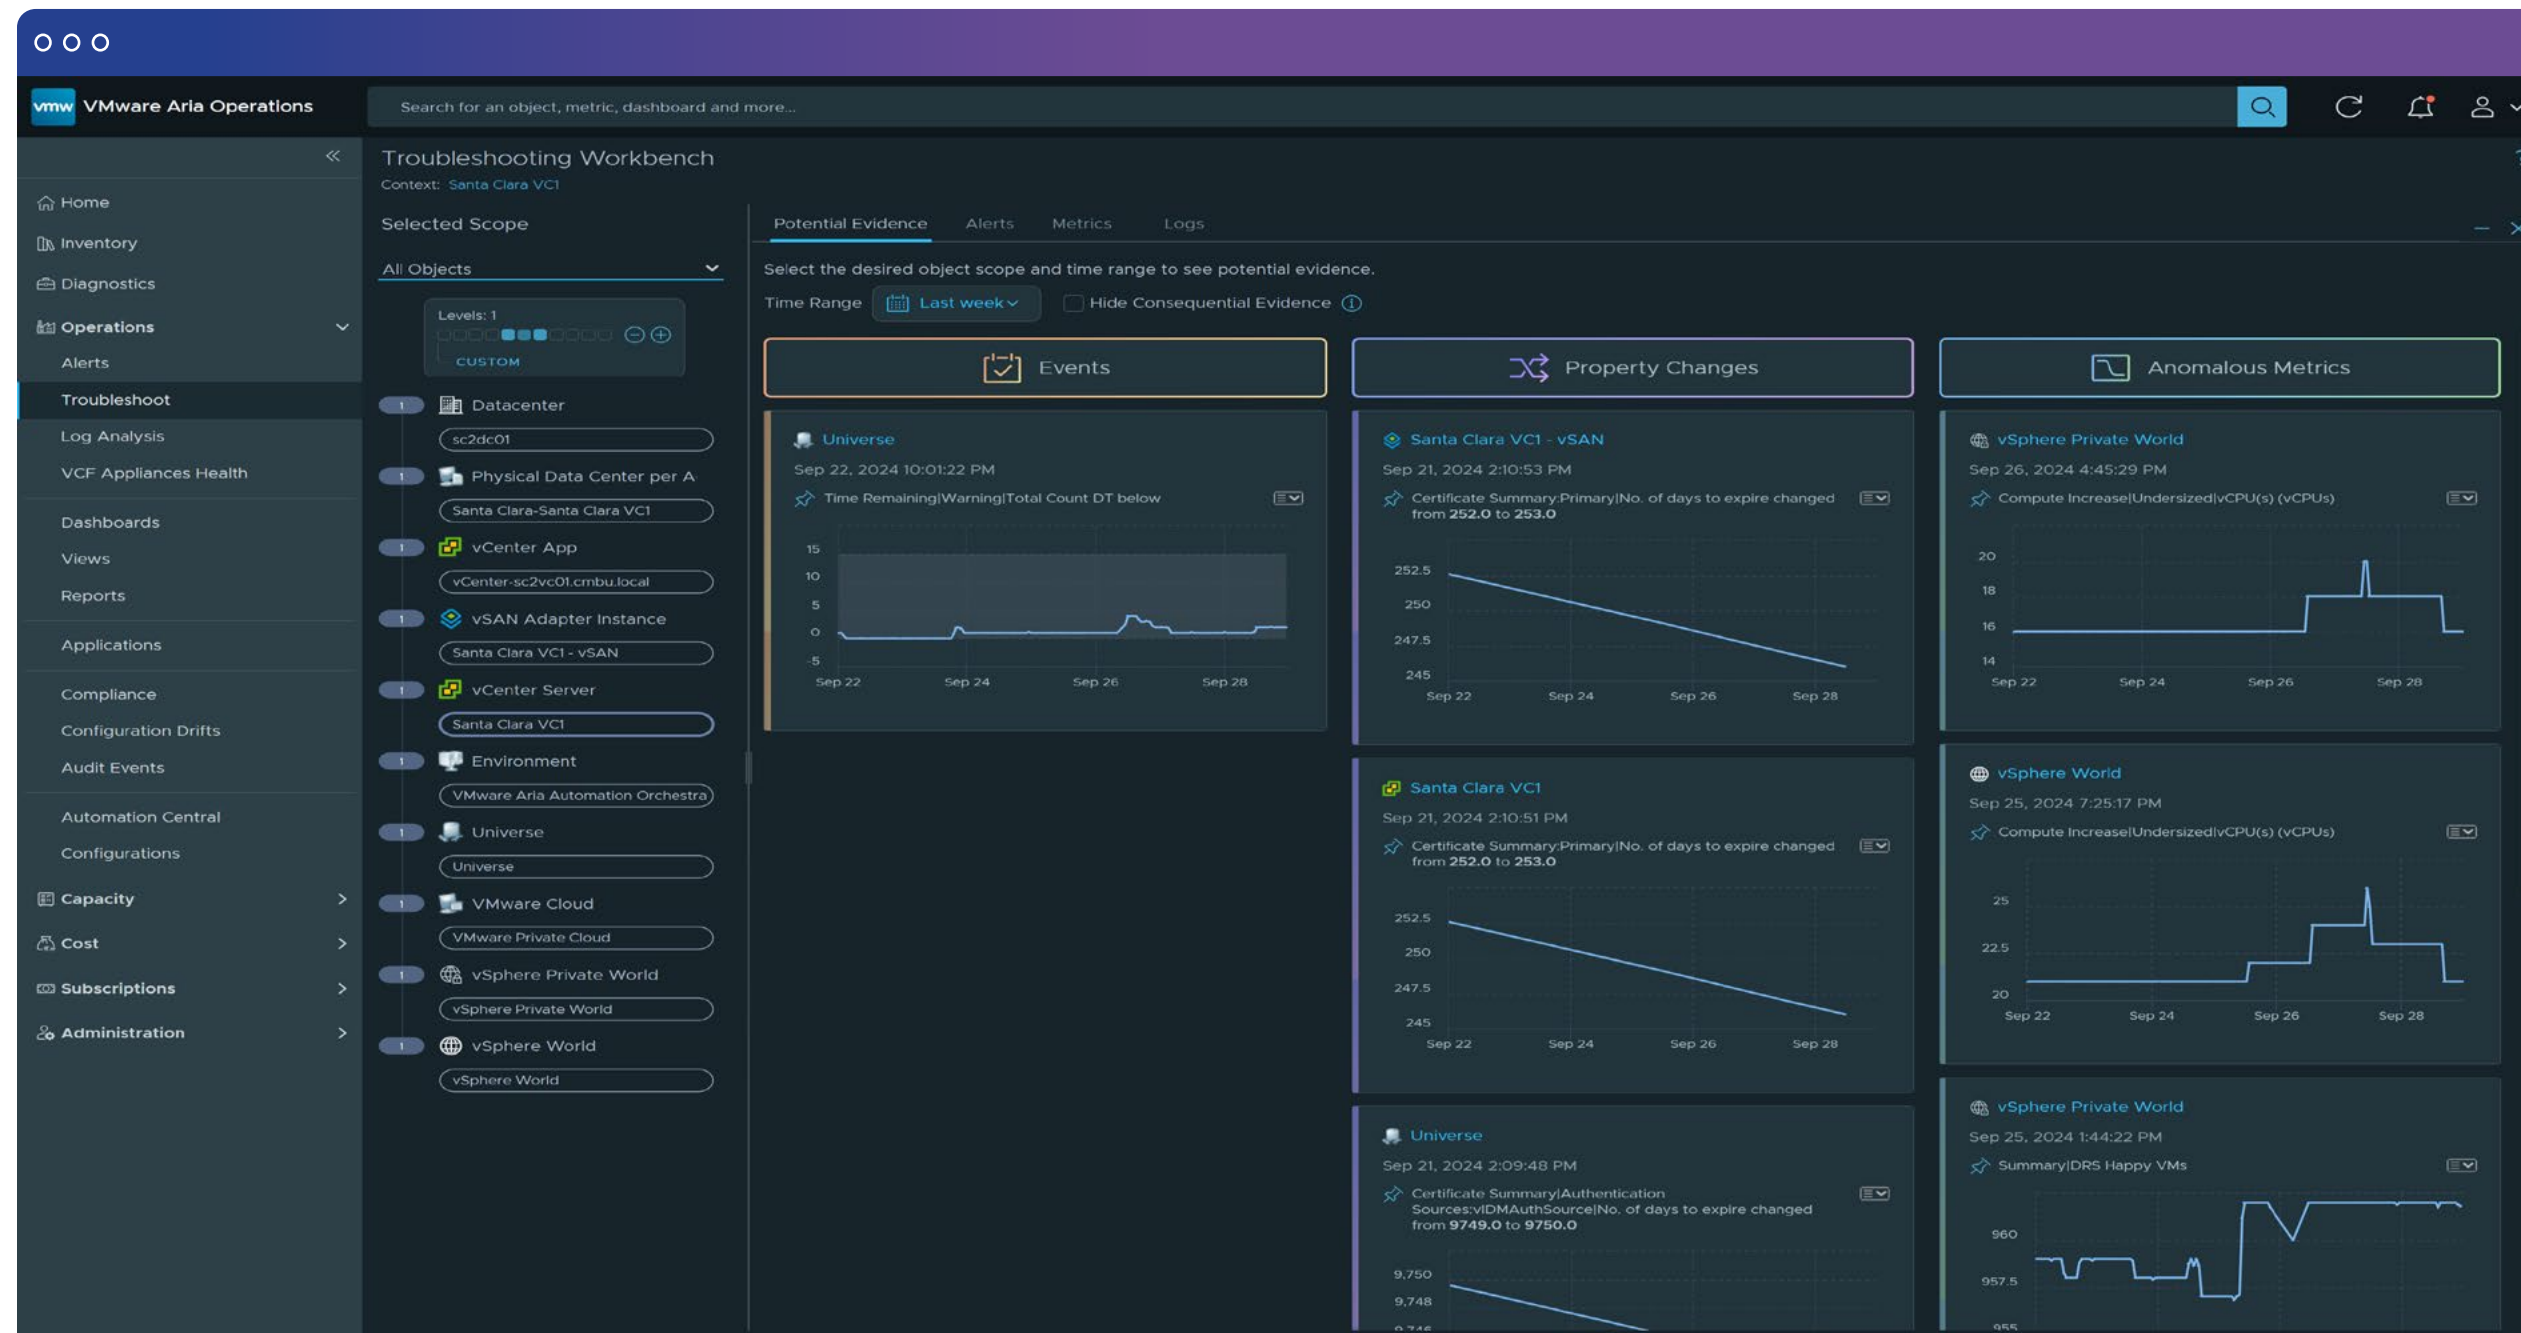 vmw VMware Aria Operations
Search for an object, metric, dashboard and more...
Home
Inventory
Diagnostics
Operations
Alerts
Troubleshoot
Log Analysis
VCF Appliances Health
Dashboards
Views
Reports
Applications
Compliance
Configuration Drifts
Audit Events
Automation Central
Configurations
Capacity
Cost
Subscriptions
Administration
Troubleshooting Workbench
Context: Santa Clara VC1
Selected Scope
All Objects
Levels: 1
CUSTOM
1 Datacenter
sc2dc01
1 Physical Data Center per A
Santa Clara-Santa Clara VC1
1 vCenter App
vCenter-sc2vc01.cmbu.local
1 vSAN Adapter Instance
Santa Clara VC1 - vSAN
1 vCenter Server
Santa Clara VC1
1 Environment
VMware Aria Automation Orchestra
1 Universe
Universe
1 VMware Cloud
VMware Private Cloud
1 vSphere Private World
vSphere Private World
1 vSphere World
vSphere World
Potential Evidence Alerts Metrics Logs
Select the desired object scope and time range to see potential evidence.
Time Range Last week Hide Consequential Evidence
Events
Universe
Sep 22, 2024 10:01:22 PM
Time Remaining|Warning|Total Count DT below
15
10
5
0
-5
Sep 22 Sep 24 Sep 26 Sep 28
Property Changes
Santa Clara VC1 - vSAN
Sep 21, 2024 2:10:53 PM
Certificate Summary:Primary|No. of days to expire changed
from 252.0 to 253.0
252.5
250
247.5
245
Sep 22 Sep 24 Sep 26 Sep 28
Santa Clara VC1
Sep 21, 2024 2:10:51 PM
Certificate Summary:Primary|No. of days to expire changed
from 252.0 to 253.0
252.5
250
247.5
245
Sep 22 Sep 24 Sep 26 Sep 28
Universe
Sep 21, 2024 2:09:48 PM
Certificate Summary|Authentication
Sources:vIDMAuthSource|No. of days to expire changed
from 9749.0 to 9750.0
9,750
9,748
9,746
Anomalous Metrics
vSphere Private World
Sep 26, 2024 4:45:29 PM
Compute Increase|Undersized|vCPU(s) (vCPUs)
20
18
16
14
Sep 22 Sep 24 Sep 26 Sep 28
vSphere World
Sep 25, 2024 7:25:17 PM
Compute Increase|Undersized|vCPU(s) (vCPUs)
25
22.5
20
Sep 22 Sep 24 Sep 26 Sep 28
vSphere Private World
Sep 25, 2024 1:44:22 PM
Summary|DRS Happy VMs
960
957.5
955